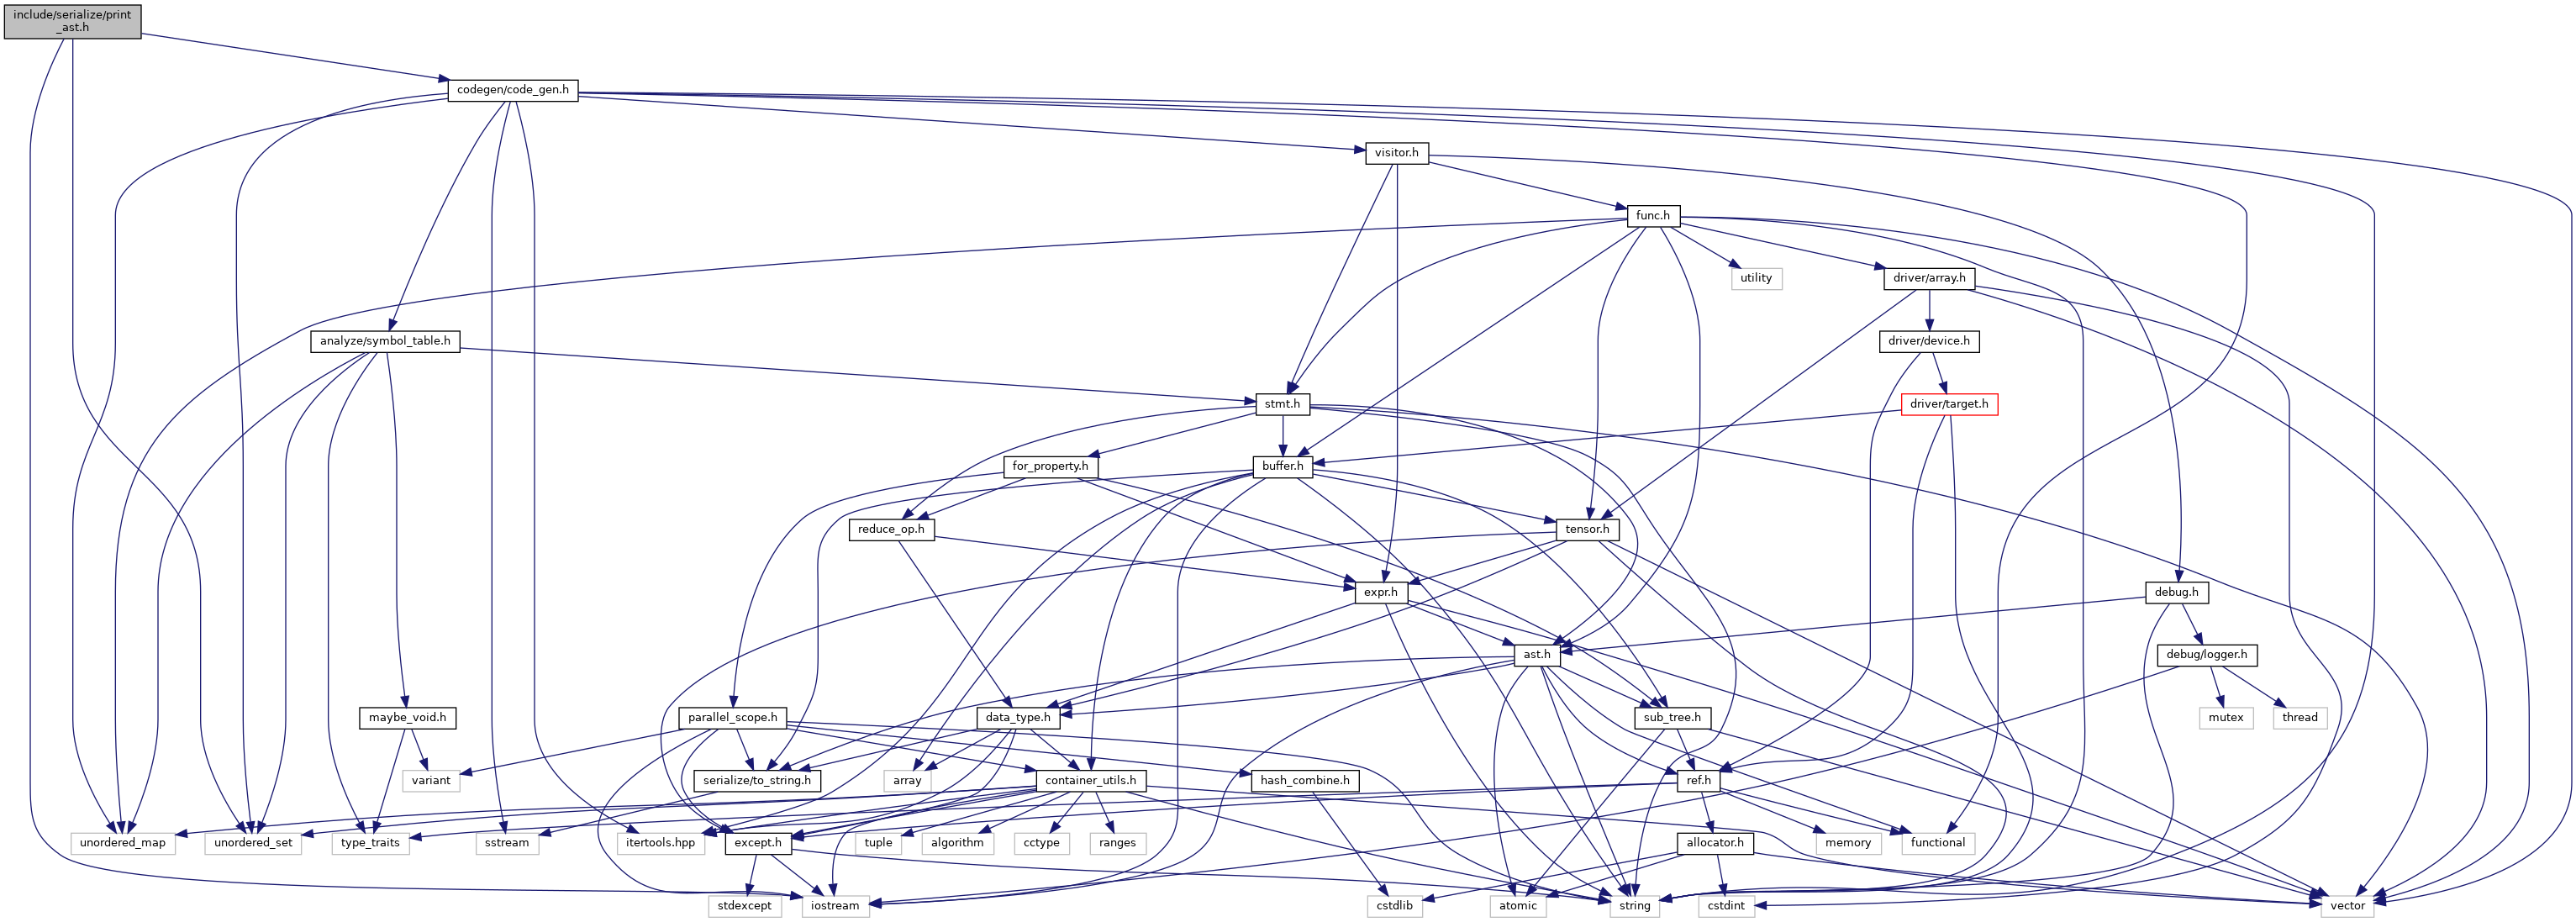 include/serialize/print
_ast.h
codegen/code_gen.h
visitor.h
func.h
utility
driver/array.h
analyze/symbol_table.h
driver/device.h
stmt.h
driver/target.h
for_property.h
buffer.h
reduce_op.h
tensor.h
expr.h
debug.h
ast.h
debug/logger.h
maybe_void.h
parallel_scope.h
data_type.h
sub_tree.h
mutex
thread
variant
serialize/to_string.h
array
container_utils.h
hash_combine.h
ref.h
unordered_map
unordered_set
type_traits
sstream
itertools.hpp
except.h
tuple
algorithm
cctype
ranges
allocator.h
memory
functional
stdexcept
iostream
cstdlib
atomic
string
cstdint
vector